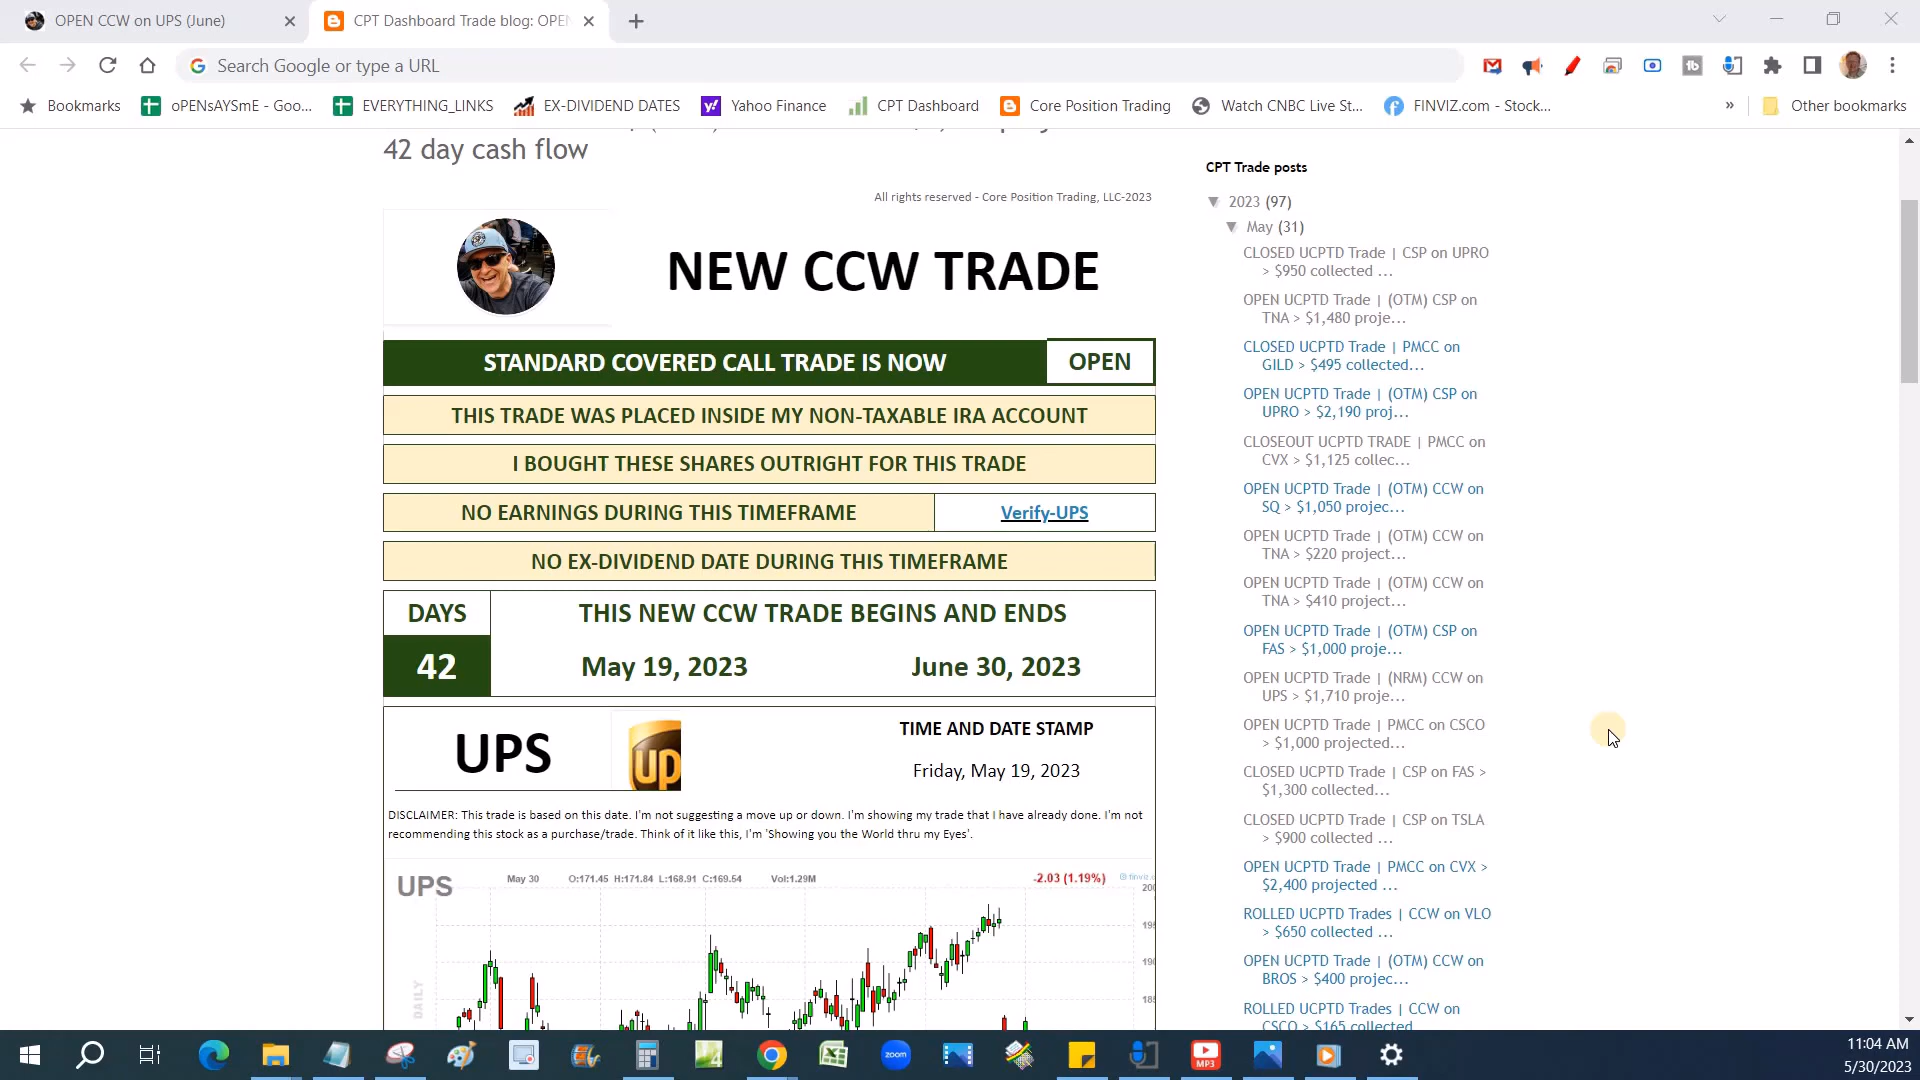 OPEN CCW on UPS (June)
CPT Dashboard Trade blog: OPEN
Search Google or type a URL
Bookmarks
oPENsAYSmE - Goo...
EVERYTHING_LINKS
EX-DIVIDEND DATES
Yahoo Finance
CPT Dashboard
Core Position Trading
Watch CNBC Live St...
FINVIZ.com - Stock...
»
Other bookmarks
42 day cash flow
All rights reserved - Core Position Trading, LLC-2023
NEW CCW TRADE
STANDARD COVERED CALL TRADE IS NOW
OPEN
THIS TRADE WAS PLACED INSIDE MY NON-TAXABLE IRA ACCOUNT
I BOUGHT THESE SHARES OUTRIGHT FOR THIS TRADE
NO EARNINGS DURING THIS TIMEFRAME
Verify-UPS
NO EX-DIVIDEND DATE DURING THIS TIMEFRAME
DAYS
THIS NEW CCW TRADE BEGINS AND ENDS
42
May 19, 2023
June 30, 2023
UPS
up
TIME AND DATE STAMP
Friday, May 19, 2023
DISCLAIMER: This trade is based on this date. I'm not suggesting a move up or down. I'm showing my trade that I have already done. I'm not
recommending this stock as a purchase/trade. Think of it like this, I'm 'Showing you the World thru my Eyes'.
UPS
May 30
O:171.45 H:171.84 L:168.91 C:169.54
Vol:1.29M
-2.03 (1.19%)
© finviz
200
195
190
185
DAILY
CPT Trade posts
▼ 2023 (97)
▼ May (31)
CLOSED UCPTD Trade | CSP on UPRO
> $950 collected ...
OPEN UCPTD Trade | (OTM) CSP on
TNA > $1,480 proje...
CLOSED UCPTD Trade | PMCC on
GILD > $495 collected...
OPEN UCPTD Trade | (OTM) CSP on
UPRO > $2,190 proj...
CLOSEOUT UCPTD TRADE | PMCC on
CVX > $1,125 collec...
OPEN UCPTD Trade | (OTM) CCW on
SQ > $1,050 projec...
OPEN UCPTD Trade | (OTM) CCW on
TNA > $220 project...
OPEN UCPTD Trade | (OTM) CCW on
TNA > $410 project...
OPEN UCPTD Trade | (OTM) CSP on
FAS > $1,000 proje...
OPEN UCPTD Trade | (NRM) CCW on
UPS > $1,710 proje...
OPEN UCPTD Trade | PMCC on CSCO
> $1,000 projected...
CLOSED UCPTD Trade | CSP on FAS >
$1,300 collected...
CLOSED UCPTD Trade | CSP on TSLA
> $900 collected ...
OPEN UCPTD Trade | PMCC on CVX >
$2,400 projected ...
ROLLED UCPTD Trades | CCW on VLO
> $650 collected ...
OPEN UCPTD Trade | (OTM) CCW on
BROS > $400 projec...
ROLLED UCPTD Trades | CCW on
CSCO > $165 collected
zoom
MP3
11:04 AM
5/30/2023